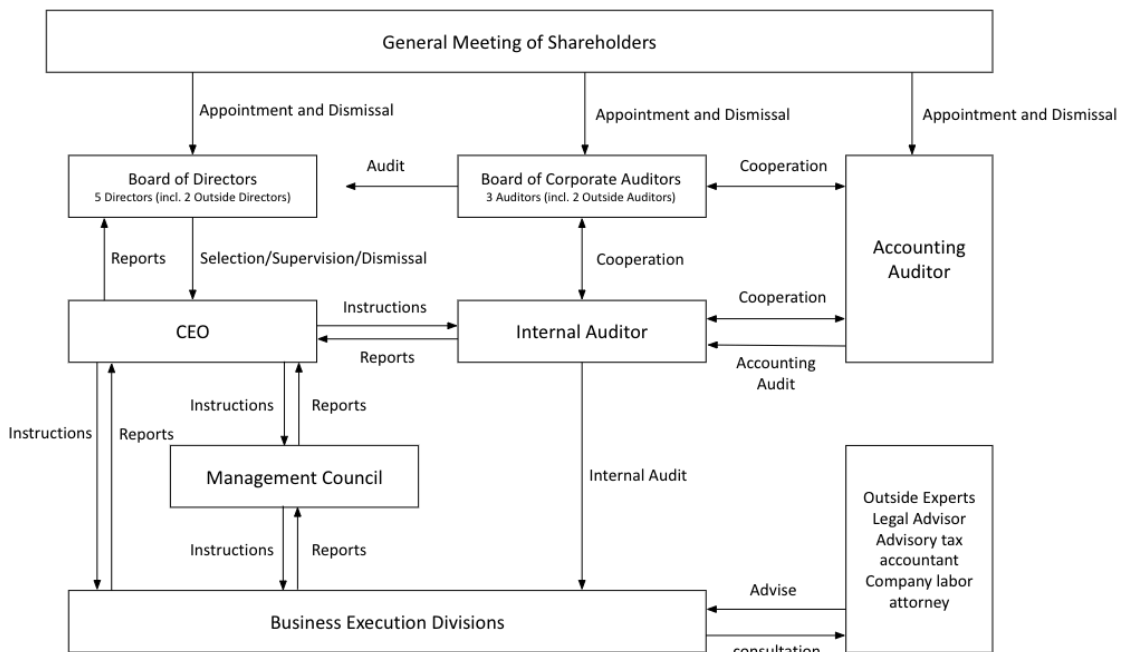 General Meeting of Shareholders
Appointment and Dismissal
Appointment and Dismissal
Appointment and Dismissal
Board of Directors
5 Directors (incl. 2 Outside Directors)
Audit
Board of Corporate Auditors
3 Auditors (incl. 2 Outside Auditors)
Cooperation
Accounting
Auditor
Reports
Selection/Supervision/Dismissal
Cooperation
CEO
Instructions
Reports
Internal Auditor
Cooperation
Accounting
Audit
Instructions
Reports
Instructions
Reports
Management Council
Internal Audit
Outside Experts
Legal Advisor
Advisory tax
accountant
Company labor
attorney
Instructions
Reports
Business Execution Divisions
Advise
consultation